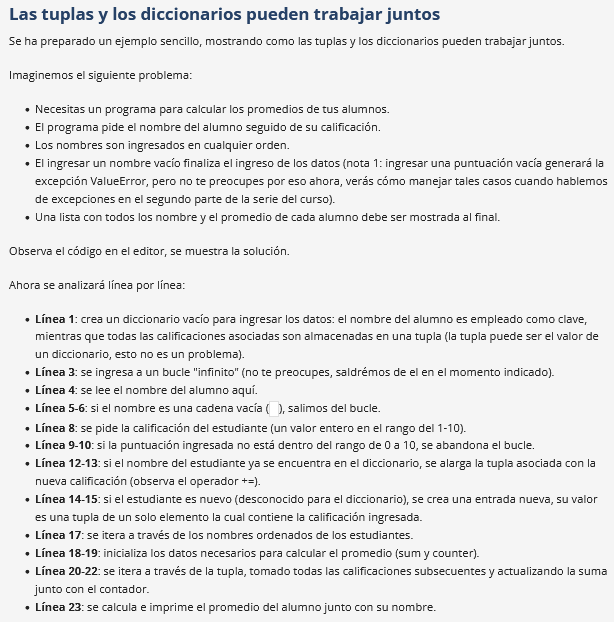 Las tuplas y los diccionarios pueden trabajar juntos
Se ha preparado un ejemplo sencillo, mostrando como las tuplas y los diccionarios pueden trabajar juntos.
Imaginemos el siguiente problema:
• Necesitas un programa para calcular los promedios de tus alumnos.
• El programa pide el nombre del alumno seguido de su calificación.
• Los nombres son ingresados en cualquier orden.
• El ingresar un nombre vacío finaliza el ingreso de los datos (nota 1: ingresar una puntuación vacía generará la
excepción ValueError, pero no te preocupes por eso ahora, verás cómo manejar tales casos cuando hablemos
de excepciones en el segundo parte de la serie del curso).
• Una lista con todos los nombre y el promedio de cada alumno debe ser mostrada al final.
Observa el código en el editor, se muestra la solución.
Ahora se analizará línea por línea:
• Línea 1: crea un diccionario vacío para ingresar los datos: el nombre del alumno es empleado como clave,
mientras que todas las calificaciones asociadas son almacenadas en una tupla (la tupla puede ser el valor de
un diccionario, esto no es un problema).
• Línea 3: se ingresa a un bucle "infinito" (no te preocupes, saldrémos de el en el momento indicado).
• Línea 4: se lee el nombre del alumno aquí.
• Línea 5-6: si el nombre es una cadena vacía ( ), salimos del bucle.
• Línea 8: se pide la calificación del estudiante (un valor entero en el rango del 1-10).
• Línea 9-10: si la puntuación ingresada no está dentro del rango de 0 a 10, se abandona el bucle.
• Línea 12-13: si el nombre del estudiante ya se encuentra en el diccionario, se alarga la tupla asociada con la
nueva calificación (observa el operador +=).
• Línea 14-15: si el estudiante es nuevo (desconocido para el diccionario), se crea una entrada nueva, su valor
es una tupla de un solo elemento la cual contiene la calificación ingresada.
• Línea 17: se itera a través de los nombres ordenados de los estudiantes.
• Línea 18-19: inicializa los datos necesarios para calcular el promedio (sum y counter).
• Línea 20-22: se itera a través de la tupla, tomado todas las calificaciones subsecuentes y actualizando la suma
junto con el contador.
• Línea 23: se calcula e imprime el promedio del alumno junto con su nombre.